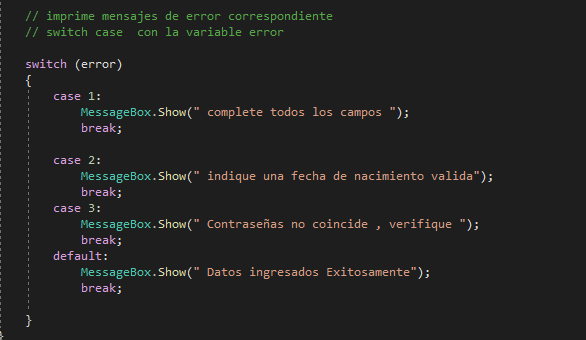 // imprime mensajes de error correspondiente
// switch case  con la variable error
switch (error)
{
case 1:
MessageBox.Show(" complete todos los campos ");
break;
case 2:
MessageBox.Show(" indique una fecha de nacimiento valida");
break;
case 3:
MessageBox.Show(" Contraseñas no coincide , verifique ");
break;
default:
MessageBox.Show(" Datos ingresados Exitosamente");
break;
}
}